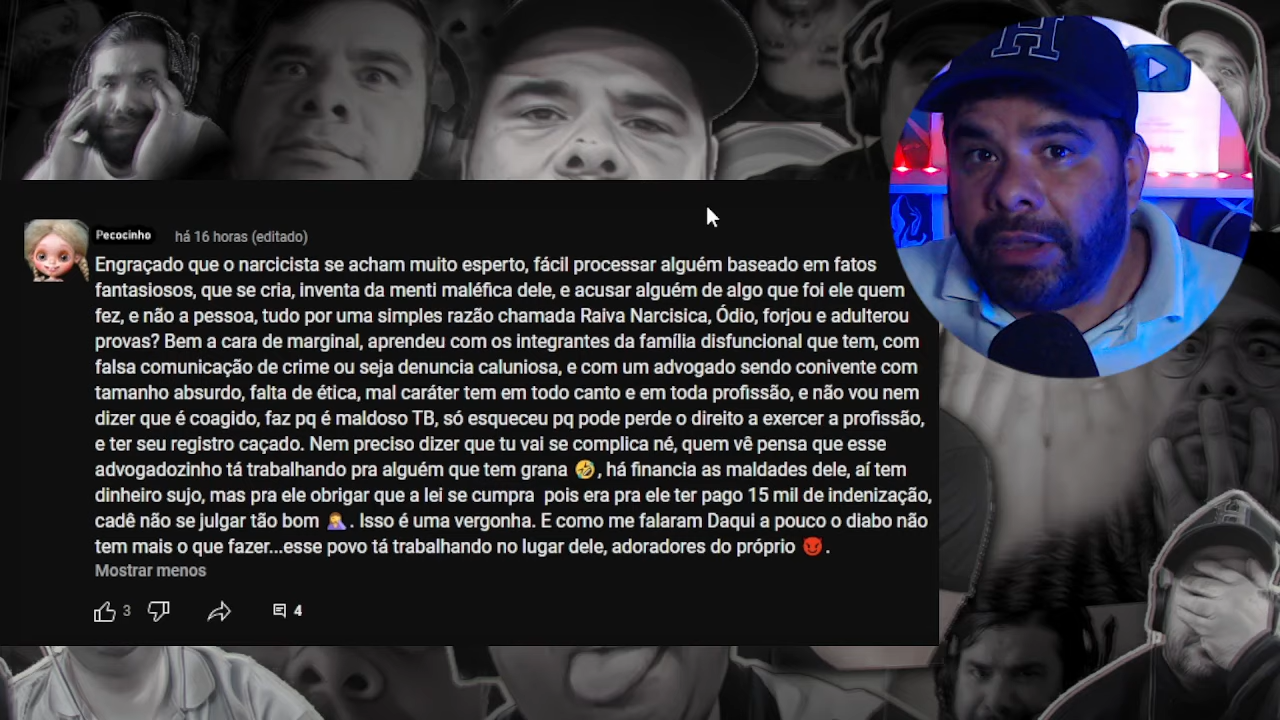 H
Pecocinho há 16 horas (editado)
Engraçado que o narcicista se acham muito esperto, fácil processar alguém baseado em fatos
fantasiosos, que se cria, inventa da menti maléfica dele, e acusar alguém de algo que foi ele quem
fez, e não a pessoa, tudo por uma simples razão chamada Raiva Narcisica, Ódio, forjou e adulterou
provas? Bem a cara de marginal, aprendeu com os integrantes da família disfuncional que tem, com
falsa comunicação de crime ou seja denuncia caluniosa, e com um advogado sendo conivente com
tamanho absurdo, falta de ética, mal caráter tem em todo canto e em toda profissão, e não vou nem
dizer que é coagido, faz pq é maldoso TB, só esqueceu pq pode perde o direito a exercer a profissão,
e ter seu registro caçado. Nem preciso dizer que tu vai se complica né, quem vê pensa que esse
advogadozinho tá trabalhando pra alguém que tem grana 🤣, há financia as maldades dele, aí tem
dinheiro sujo, mas pra ele obrigar que a lei se cumpra pois era pra ele ter pago 15 mil de indenização,
cadê não se julgar tão bom 🤦‍♀️. Isso é uma vergonha. E como me falaram Daqui a pouco o diabo não
tem mais o que fazer...esse povo tá trabalhando no lugar dele, adoradores do próprio 😈.
Mostrar menos
3 4